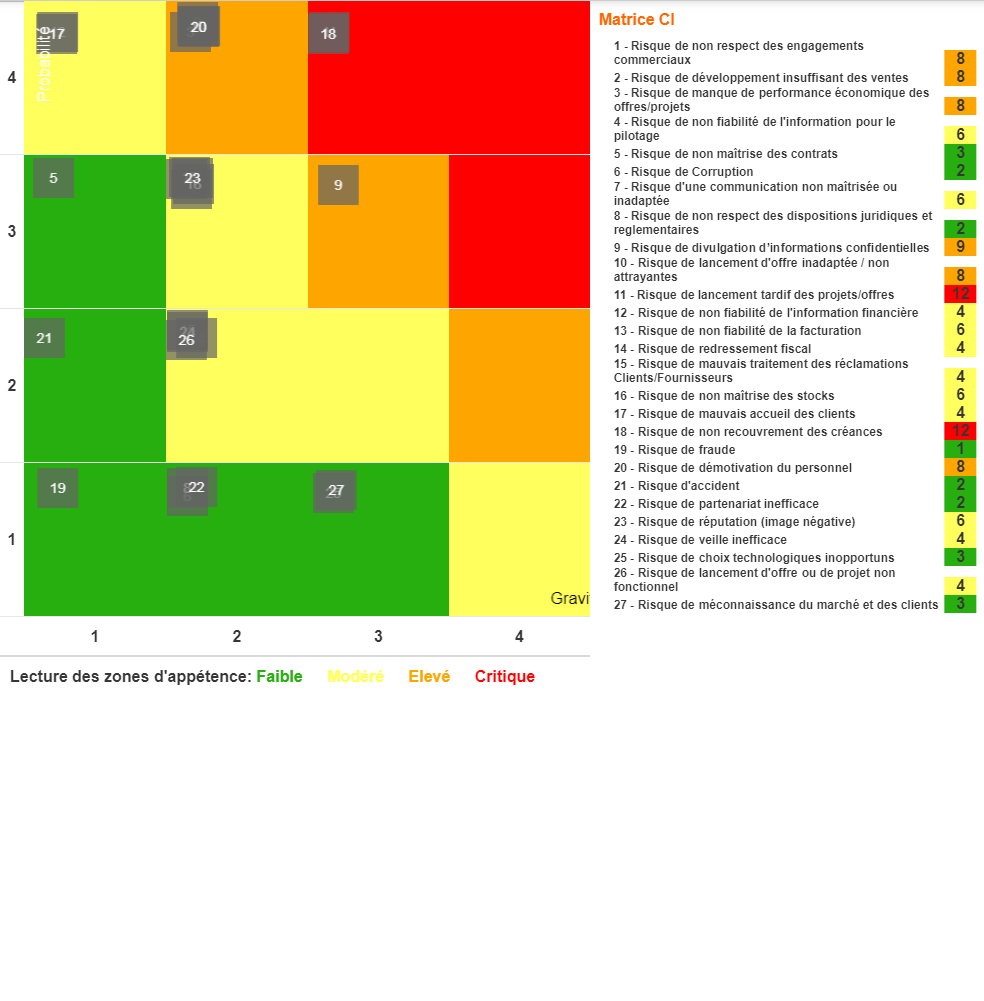 Probabilité
4
17
20
18
3
5
23
16
9
2
21
24
26
1
19
22
27
Gravi
1 2 3 4
Lecture des zones d'appétence: Faible Modéré Elevé Critique
Matrice CI
1 - Risque de non respect des engagements
commerciaux 8
2 - Risque de développement insuffisant des ventes 8
3 - Risque de manque de performance économique des
offres/projets 8
4 - Risque de non fiabilité de l'information pour le
pilotage 6
5 - Risque de non maîtrise des contrats 3
6 - Risque de Corruption 2
7 - Risque d'une communication non maîtrisée ou
inadaptée 6
8 - Risque de non respect des dispositions juridiques et
reglementaires 2
9 - Risque de divulgation d'informations confidentielles 9
10 - Risque de lancement d'offre inadaptée / non
attrayantes 8
11 - Risque de lancement tardif des projets/offres 12
12 - Risque de non fiabilité de l'information financière 4
13 - Risque de non fiabilité de la facturation 6
14 - Risque de redressement fiscal 4
15 - Risque de mauvais traitement des réclamations
Clients/Fournisseurs 4
16 - Risque de non maîtrise des stocks 6
17 - Risque de mauvais accueil des clients 4
18 - Risque de non recouvrement des créances 12
19 - Risque de fraude 1
20 - Risque de démotivation du personnel 8
21 - Risque d'accident 2
22 - Risque de partenariat inefficace 2
23 - Risque de réputation (image négative) 6
24 - Risque de veille inefficace 4
25 - Risque de choix technologiques inopportuns 3
26 - Risque de lancement d'offre ou de projet non
fonctionnel 4
27 - Risque de méconnaissance du marché et des clients 3